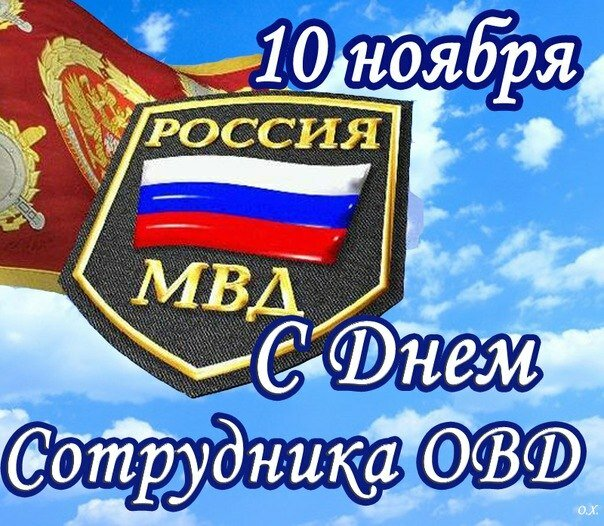 10 ноября
РОССИЯ
МВД
С Днем
Сотрудника ОВД
О.Х.